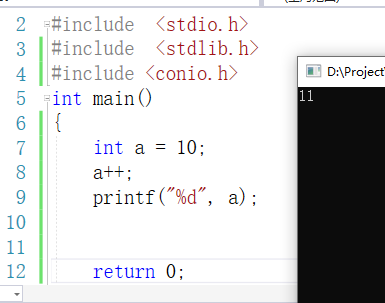 2 #include  <stdio.h>
3 #include  <stdlib.h>
4 #include <conio.h>
5 int main()
6 {
7     int a = 10;
8     a++;
9     printf("%d", a);
10
11
12     return 0;
D:\Project\
11